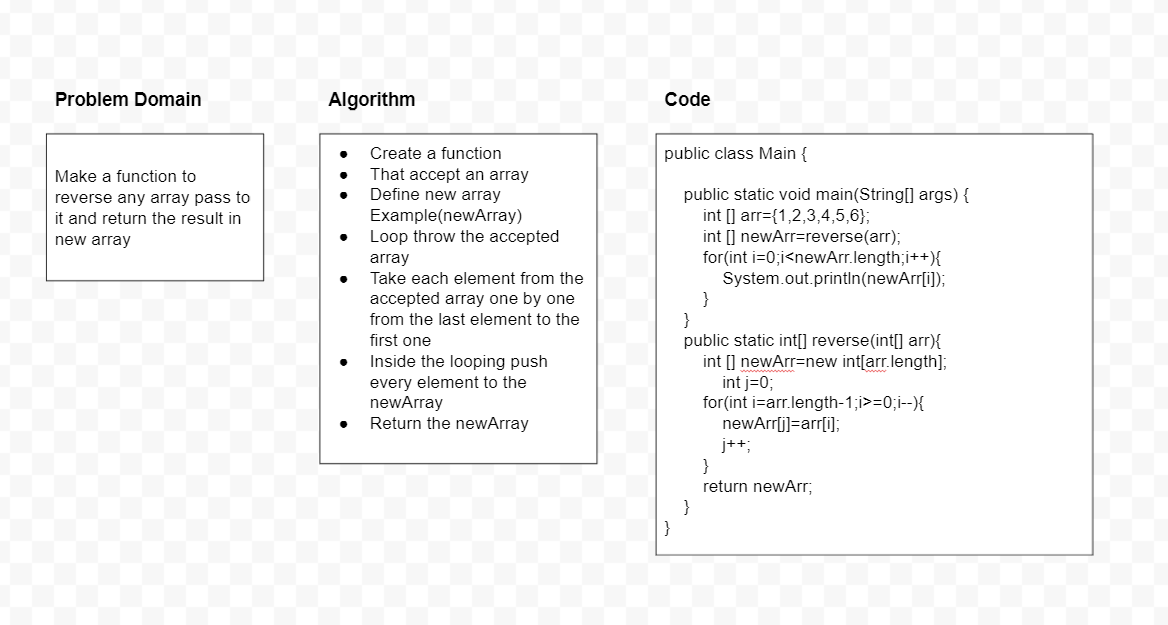 Problem Domain
Make a function to
reverse any array pass to
it and return the result in
new array
Algorithm
● Create a function
● That accept an array
● Define new array
Example(newArray)
● Loop throw the accepted
array
● Take each element from the
accepted array one by one
from the last element to the
first one
● Inside the looping push
every element to the
newArray
● Return the newArray
Code
public class Main {
public static void main(String[] args) {
int [] arr={1,2,3,4,5,6};
int [] newArr=reverse(arr);
for(int i=0;i<newArr.length;i++){
System.out.println(newArr[i]);
}
}
public static int[] reverse(int[] arr){
int [] newArr=new int[arr.length];
int j=0;
for(int i=arr.length-1;i>=0;i--){
newArr[j]=arr[i];
j++;
}
return newArr;
}
}